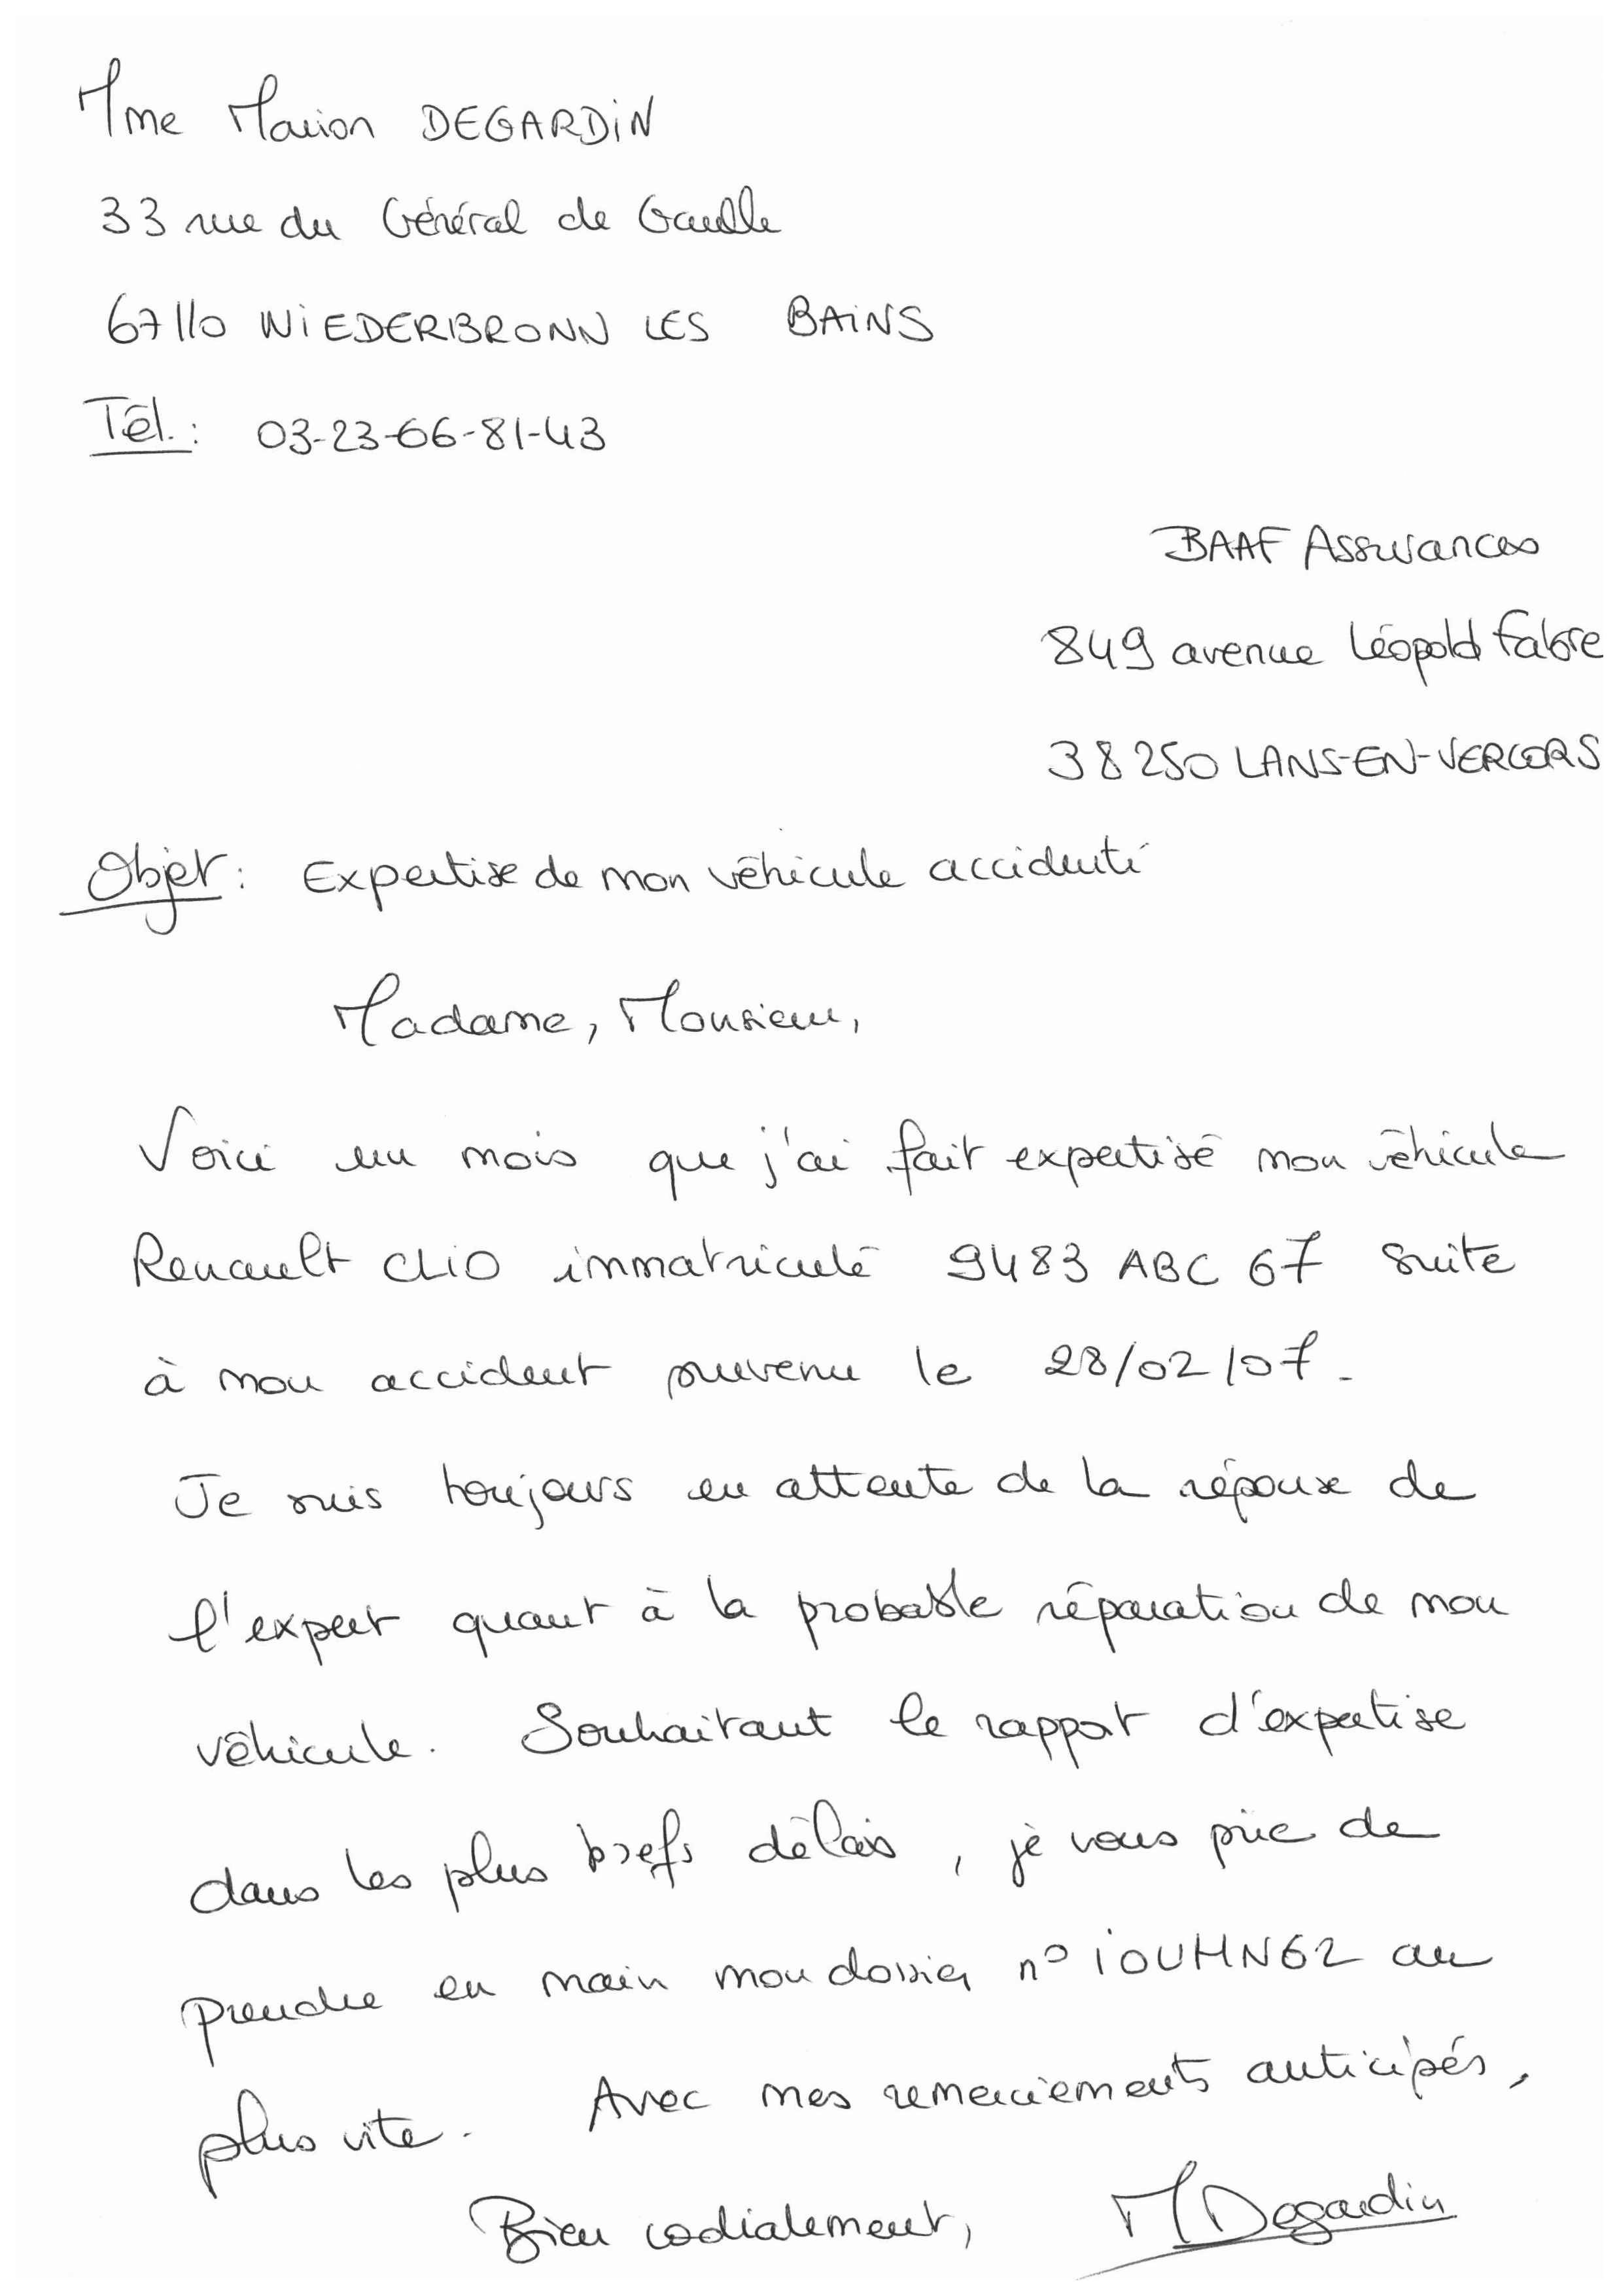 Mme Marion DEGARDIN
33 rue du Général de Gaulle
67110 NIEDERBRONN LES BAINS
Tél.: 03-23-66-81-43
BAAF Assurances
849 avenue Léopold Fabre
38250 LANS-EN-VERCORS
Objet: Expertise de mon véhicule accidenté
Madame, Monsieur,
Voici un mois que j'ai fait expertisé mon véhicule
Renault CLIO immatriculé 9483 ABC 67 suite
à mon accident survenu le 28/02/07.
Je suis toujours en attente de la réponse de
l'expert quant à la probable réparation de mon
véhicule. Souhaitant le rapport d'expertise
dans les plus brefs délais, je vous prie de
prendre en main mon dossier n° IOUHN62 au
plus vite. Avec mes remerciements anticipés,
Bien cordialement, M Degardin